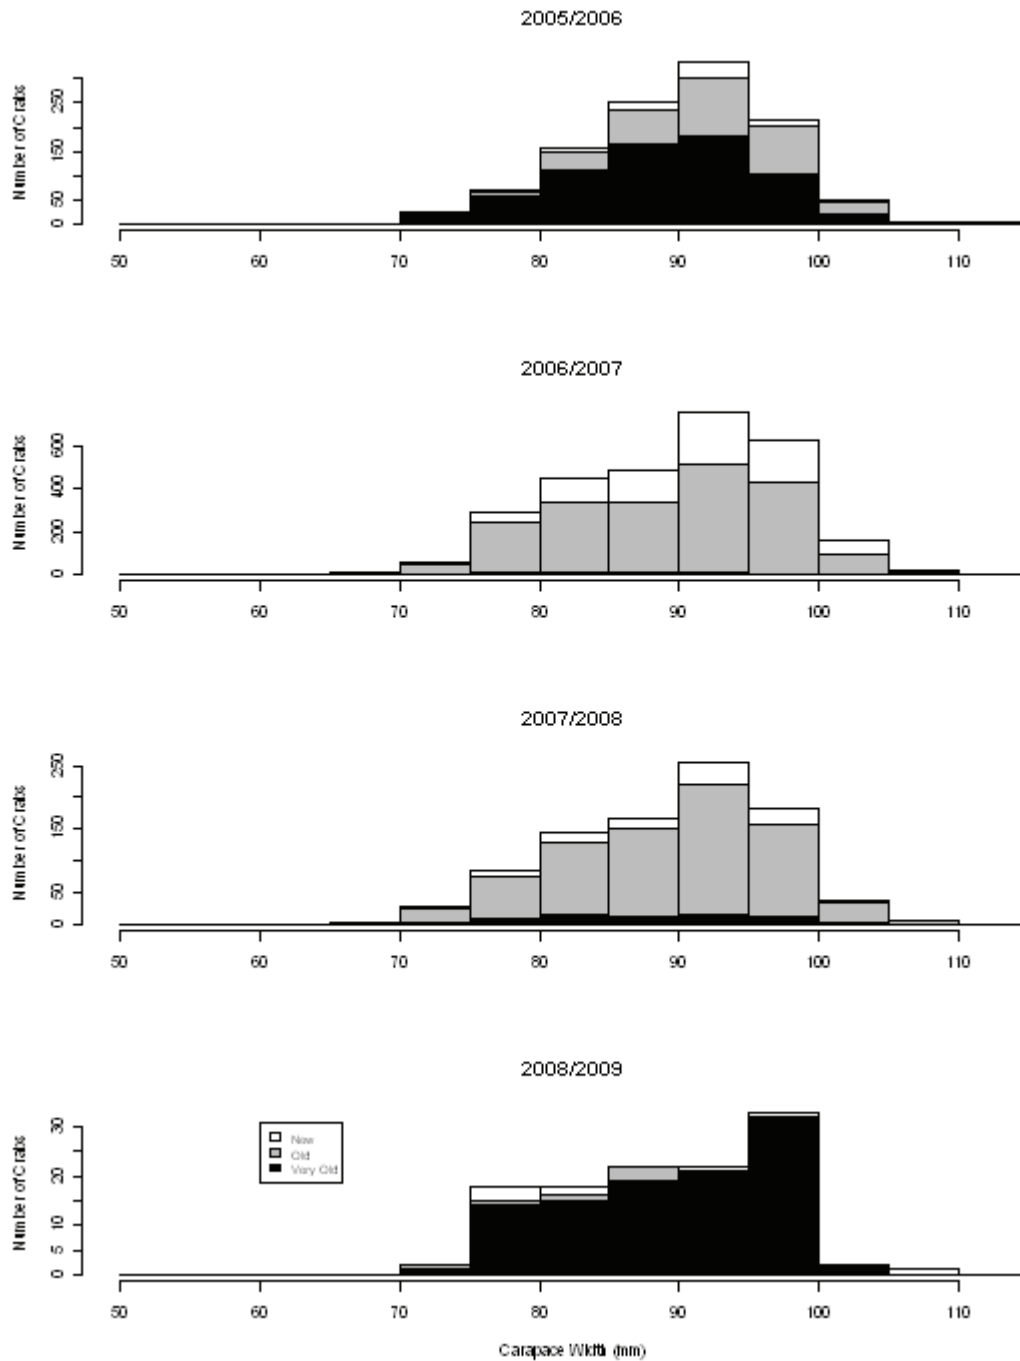 2005/2006
Number of Crabs
0 50 150 250
50 60 70 80 90 100 110
2006/2007
Number of Crabs
0 200 400 600
50 60 70 80 90 100 110
2007/2008
Number of Crabs
0 50 150 250
50 60 70 80 90 100 110
2008/2009
Number of Crabs
0 5 10 20 30
New
Old
Very Old
50 60 70 80 90 100 110
Carapace Width (mm)